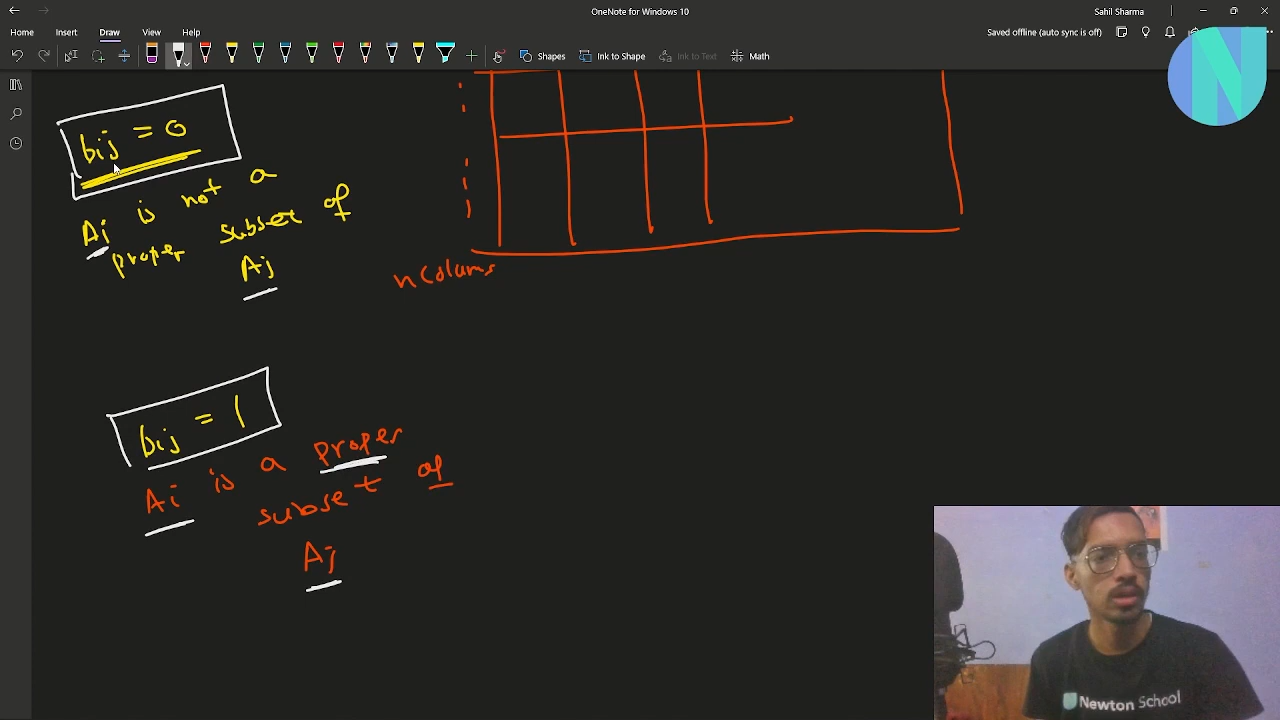 OneNote for Windows 10
Sahil Sharma
Home Insert Draw View Help
Saved offline (auto sync is off)
Shapes Ink to Shape Ink to Text Math
bij = 0
Ai is not a
proper subset of
Aj
n Colums
bij = 1
Ai is a proper
subset of
Aj
Newton School